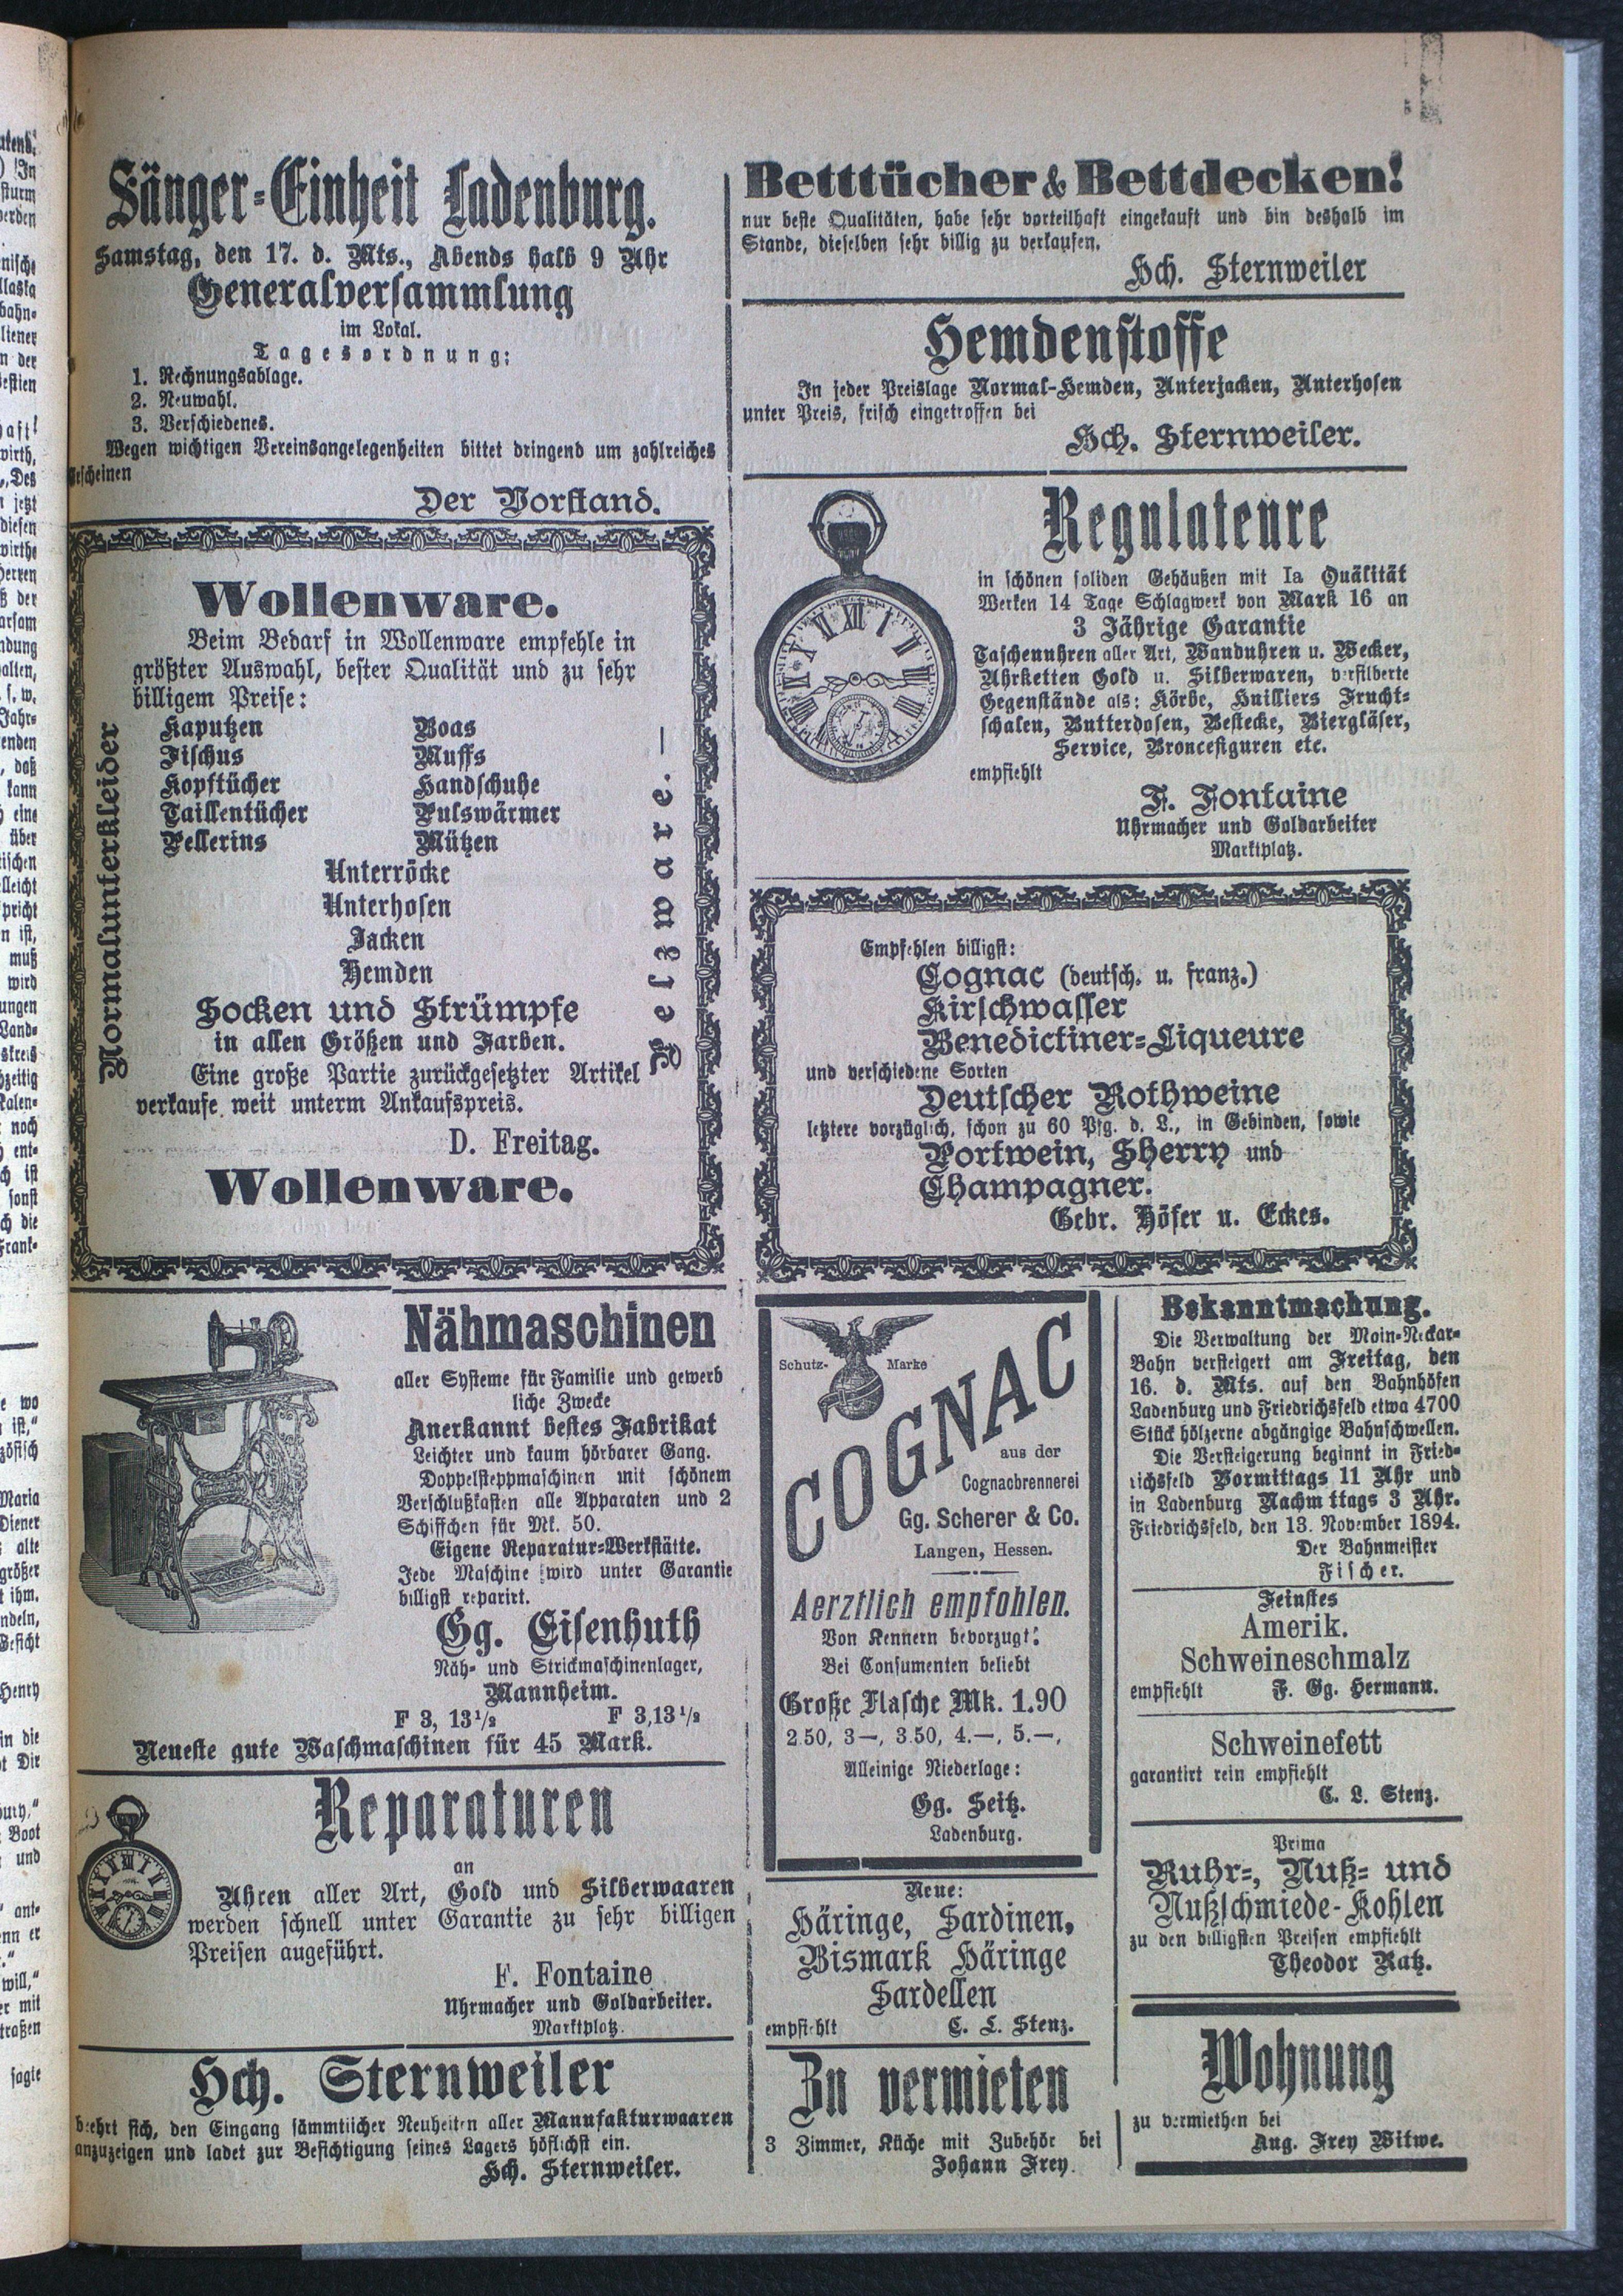 Sänger-Einheit Ladenburg.
Samstag, den 17. d. Mts., Abends halb 9 Uhr
Generalversammlung
im Lokal.
Tagesordnung:
1. Rechnungsablage.
2. Neuwahl.
3. Verschiedenes.
Wegen wichtigen Vereinsangelegenheiten bittet dringend um zahlreiches
Erscheinen
Der Vorstand.
Wollenware.
Beim Bedarf in Wollenware empfehle in
größter Auswahl, bester Qualität und zu sehr
billigem Preise:
Kaputzen Boas
Fischus Muffs
Kopftücher Handschuhe
Taillentücher Pulswärmer
Pellerins Mützen
Unterröcke
Unterhosen
Jacken
Hemden
Socken und Strümpfe
in allen Größen und Farben.
Eine große Partie zurückgesetzter Artikel
verkaufe weit unterm Ankaufspreis.
D. Freitag.
Wollenware.
Normalunterkleider
Pelzware. —
Nähmaschinen
aller Systeme für Familie und gewerb
liche Zwecke
Anerkannt bestes Fabrikat
Leichter und kaum hörbarer Gang.
Doppelsteppmaschinen mit schönem
Verschlußkasten alle Apparaten und 2
Schiffchen für Mk. 50.
Eigene Reparatur-Werkstätte.
Jede Maschine wird unter Garantie
billigst reparirt.
Gg. Eisenhuth
Näh- und Strickmaschinenlager,
Mannheim.
F 3, 13½ F 3,13½
Neueste gute Waschmaschinen für 45 Mark.
Reparaturen
an
Uhren aller Art, Gold und Silberwaaren
werden schnell unter Garantie zu sehr billigen
Preisen augeführt.
F. Fontaine
Uhrmacher und Goldarbeiter.
Marktplatz.
Hch. Sternweiler
beehrt sich, den Eingang sämmtlicher Neuheiten aller Manufakturwaaren
anzuzeigen und ladet zur Besichtigung seines Lagers höflichst ein.
Hch. Sternweiler.
Betttücher & Bettdecken!
nur beste Qualitäten, habe sehr vorteilhaft eingekauft und bin deshalb im
Stande, dieselben sehr billig zu verkaufen.
Hch. Sternweiler
Hemdenstoffe
In jeder Preislage Normal-Hemden, Unterjacken, Unterhosen
unter Preis, frisch eingetroffen bei
Hch. Sternweiler.
Regulateure
in schönen soliden Gehäußen mit Ia Quälität
Werken 14 Tage Schlagwerk von Mark 16 an
3 Jährige Garantie
Taschenuhren aller Art, Wanduhren u. Wecker,
Uhrketten Gold u. Silberwaren, versilberte
Gegenstände als: Körbe, Huilliers Frucht-
schalen, Butterdosen, Bestecke, Biergläser,
Service, Broncefiguren etc.
empfiehlt
F. Fontaine
Uhrmacher und Goldarbeiter
Marktplatz.
Empfehlen billigst:
Cognac (deutsch. u. franz.)
Kirschwasser
Benedictiner-Liqueure
und verschiedene Sorten
Deutscher Rothweine
letztere vorzüglich, schon zu 60 Pfg. d. L., in Gebinden, sowie
Portwein, Sherry und
Champagner.
Gebr. Höfer u. Eckes.
Schutz- Marke
COGNAC
aus der
Cognacbrennerei
Gg. Scherer & Co.
Langen, Hessen.
Aerztlich empfohlen.
Von Kennern bevorzugt!
Bei Consumenten beliebt
Große Flasche Mk. 1.90
2.50, 3—, 3.50, 4.—, 5.—,
Alleinige Niederlage:
Gg. Seitz.
Ladenburg.
Neue:
Häringe, Sardinen,
Bismark Häringe
Sardellen
empfiehlt C. L. Stenz.
Zu vermieten
3 Zimmer, Küche mit Zubehör bei
Johann Frey.
Bekanntmachung.
Die Verwaltung der Main-Neckar-
Bahn versteigert am Freitag, den
16. d. Mts. auf den Bahnhöfen
Ladenburg und Friedrichsfeld etwa 4700
Stück hölzerne abgängige Bahnschwellen.
Die Versteigerung beginnt in Fried-
richsfeld Vormittags 11 Uhr und
in Ladenburg Nachmittags 3 Uhr.
Friedrichsfeld, den 13. November 1894.
Der Bahnmeister
Fischer.
Feinstes
Amerik.
Schweineschmalz
empfiehlt F. Gg. Hermann.
Schweinefett
garantirt rein empfiehlt
C. L. Stenz.
Prima
Ruhr-, Nuß- und
Nußschmiede-Kohlen
zu den billigsten Preisen empfiehlt
Theodor Ratz.
Wohnung
zu vermiethen bei
Aug. Frey Witwe.